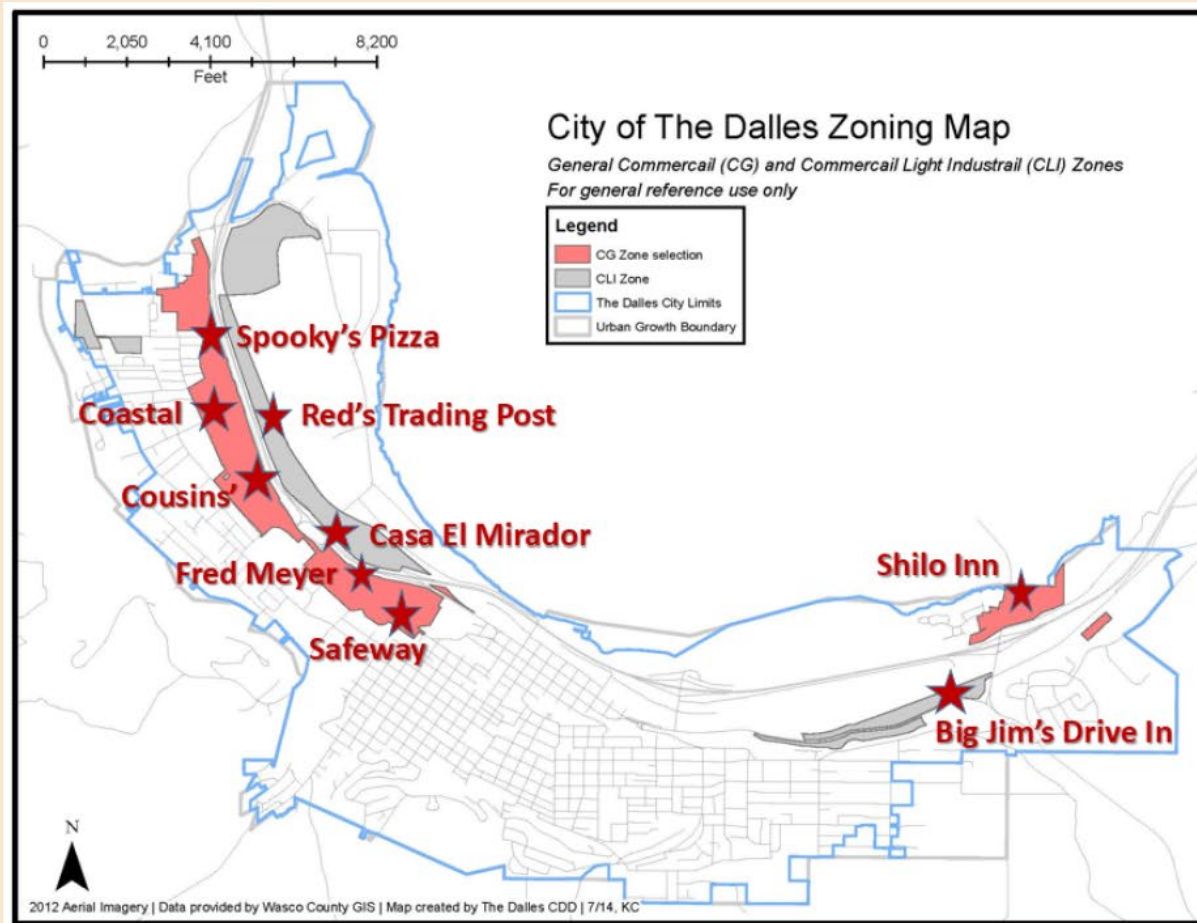 0 2,050 4,100 8,200
Feet
City of The Dalles Zoning Map
General Commercail (CG) and Commercail Light Industrail (CLI) Zones
For general reference use only
Legend
CG Zone selection
CLI Zone
The Dalles City Limits
Urban Growth Boundary
Spooky's Pizza
Coastal
Red's Trading Post
Cousins'
Casa El Mirador
Fred Meyer
Safeway
Shilo Inn
Big Jim's Drive In
N
2012 Aerial Imagery | Data provided by Wasco County GIS | Map created by The Dalles CDD | 7/14, KC